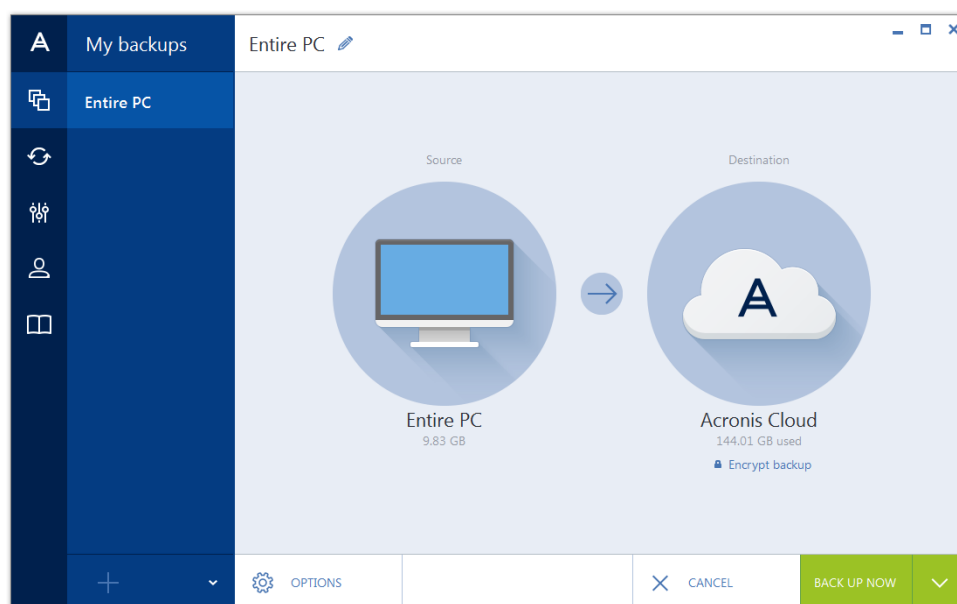 My backups
Entire PC
Entire PC
Source
Destination
Entire PC
9.83 GB
Acronis Cloud
144.01 GB used
Encrypt backup
OPTIONS
CANCEL
BACK UP NOW